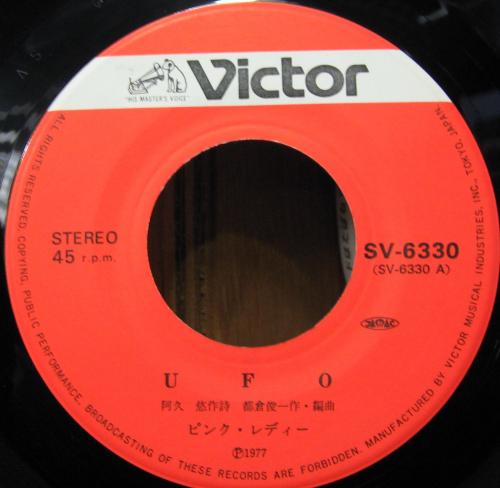 Victor
"HIS MASTER'S VOICE"
STEREO
45 r.p.m.
SV-6330
(SV-6330 A)
JASRAC
U F O
阿久 悠作詩 都倉俊一作・編曲
ピンク・レディー
Ⓟ1977
ALL RIGHTS RESERVED. COPYING, PUBLIC PERFORMANCE, BROADCASTING OF THESE RECORDS ARE FORBIDDEN. MANUFACTURED BY VICTOR MUSICAL INDUSTRIES, INC., TOKYO, JAPAN.